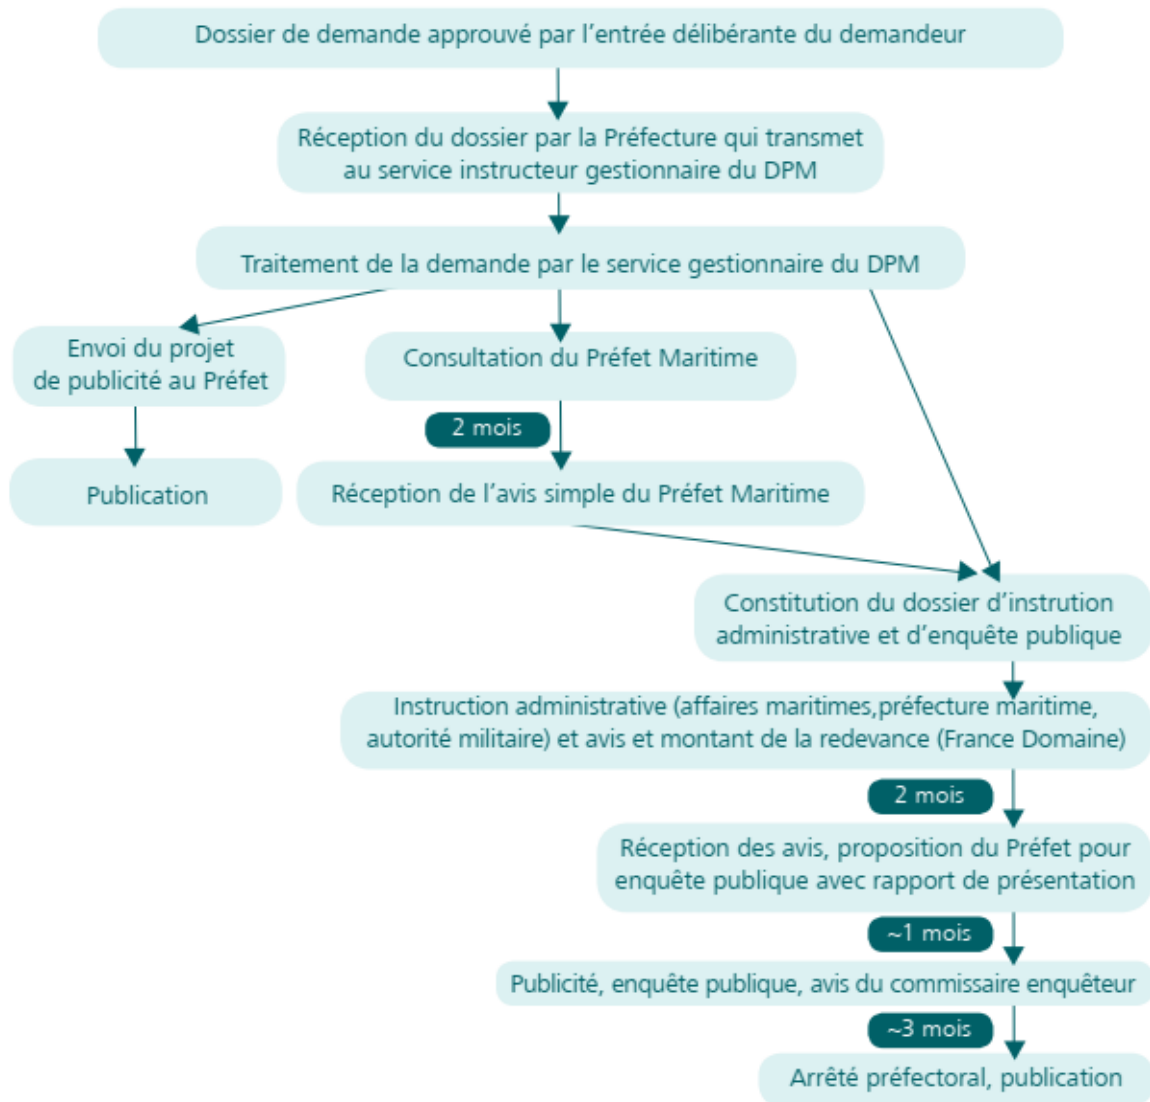 Dossier de demande approuvé par l'entrée délibérante du demandeur
Réception du dossier par la Préfecture qui transmet
au service instructeur gestionnaire du DPM
Traitement de la demande par le service gestionnaire du DPM
Envoi du projet
de publicité au Préfet
Consultation du Préfet Maritime
2 mois
Publication
Réception de l'avis simple du Préfet Maritime
Constitution du dossier d'instrution
administrative et d'enquête publique
Instruction administrative (affaires maritimes,préfecture maritime,
autorité militaire) et avis et montant de la redevance (France Domaine)
2 mois
Réception des avis, proposition du Préfet pour
enquête publique avec rapport de présentation
~1 mois
Publicité, enquête publique, avis du commissaire enquêteur
~3 mois
Arrêté préfectoral, publication